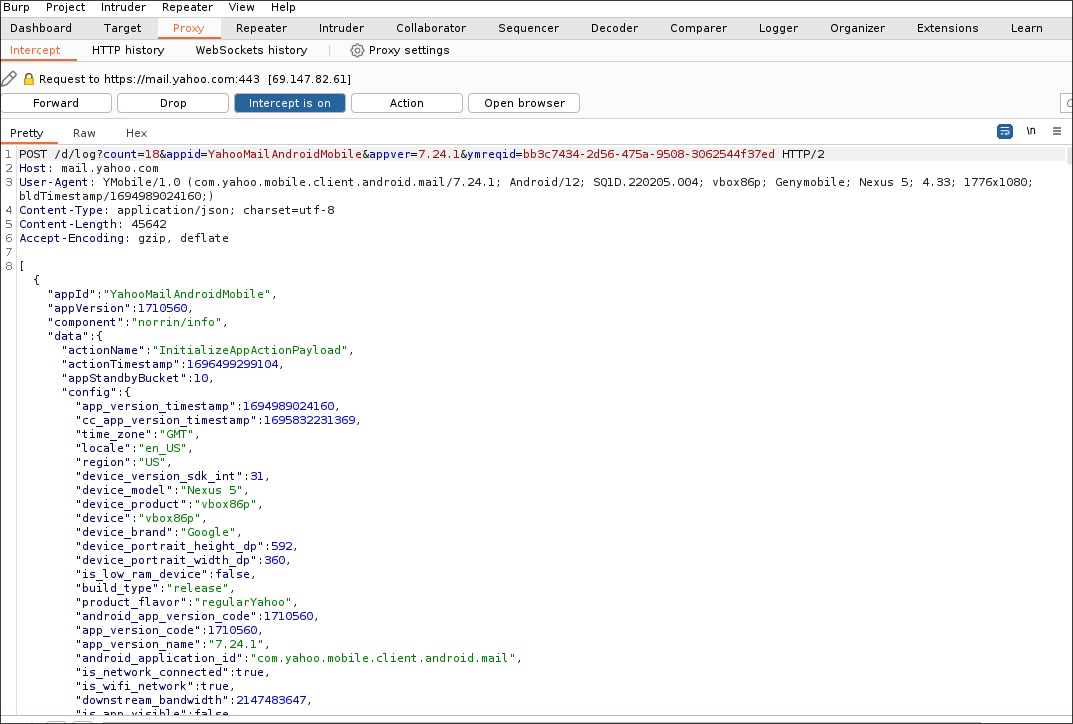 Burp Project Intruder Repeater View Help
Dashboard Target Proxy Repeater Intruder Collaborator Sequencer Decoder Comparer Logger Organizer Extensions Learn
Intercept HTTP history WebSockets history Proxy settings
Request to https://mail.yahoo.com:443 [69.147.82.61]
Forward Drop Intercept is on Action Open browser
Pretty Raw Hex \n
1 POST /d/log?count=18&appid=YahooMailAndroidMobile&appver=7.24.1&ymreqid=bb3c7434-2d56-475a-9508-3062544f37ed HTTP/2
2 Host: mail.yahoo.com
3 User-Agent: YMobile/1.0 (com.yahoo.mobile.client.android.mail/7.24.1; Android/12; SQ1D.220205.004; vbox86p; Genymobile; Nexus 5; 4.33; 1776x1080;
bldTimestamp/1694989024160;)
4 Content-Type: application/json; charset=utf-8
5 Content-Length: 45642
6 Accept-Encoding: gzip, deflate
7
8 [
{
"appId":"YahooMailAndroidMobile",
"appVersion":1710560,
"component":"norrin/info",
"data":{
"actionName":"InitializeAppActionPayload",
"actionTimestamp":1696499299104,
"appStandbyBucket":10,
"config":{
"app_version_timestamp":1694989024160,
"cc_app_version_timestamp":1695832231369,
"time_zone":"GMT",
"locale":"en_US",
"region":"US",
"device_version_sdk_int":31,
"device_model":"Nexus 5",
"device_product":"vbox86p",
"device":"vbox86p",
"device_brand":"Google",
"device_portrait_height_dp":592,
"device_portrait_width_dp":360,
"is_low_ram_device":false,
"build_type":"release",
"product_flavor":"regularYahoo",
"android_app_version_code":1710560,
"app_version_code":1710560,
"app_version_name":"7.24.1",
"android_application_id":"com.yahoo.mobile.client.android.mail",
"is_network_connected":true,
"is_wifi_network":true,
"downstream_bandwidth":2147483647,
"is_app_visible":false,